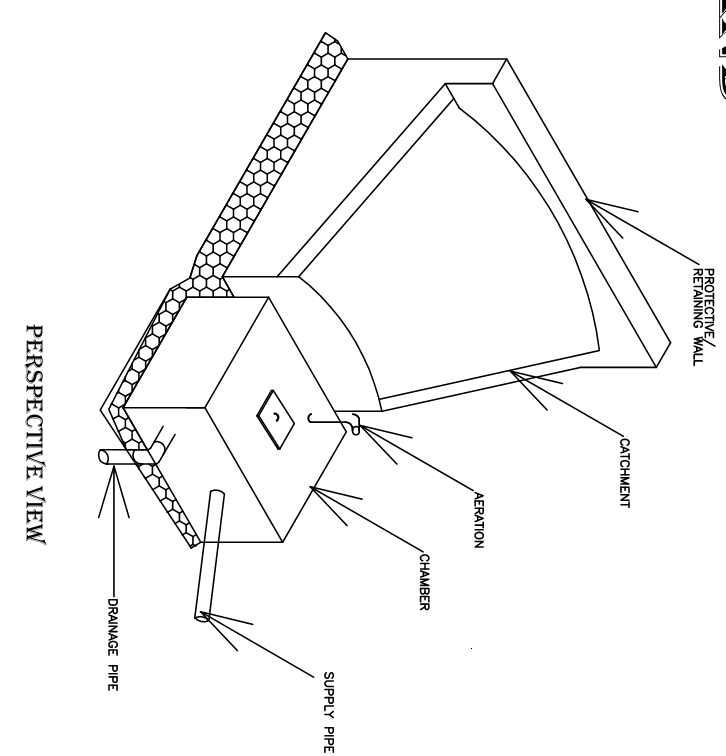 PROTECTIVE/
RETAINING WALL
CATCHMENT
AERATION
CHAMBER
SUPPLY PIPE
DRAINAGE PIPE
PERSPECTIVE VIEW